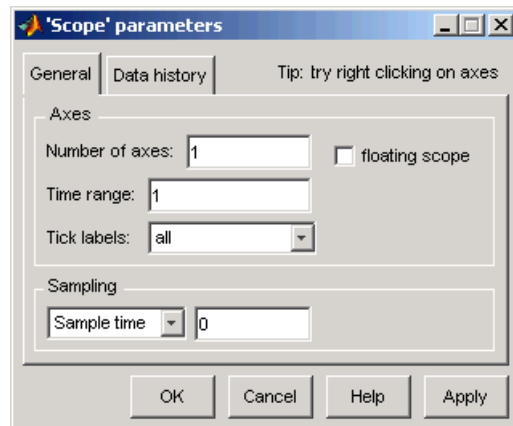 'Scope' parameters
General Data history Tip: try right clicking on axes
Axes
Number of axes: 1 floating scope
Time range: 1
Tick labels: all
Sampling
Sample time 0
OK Cancel Help Apply